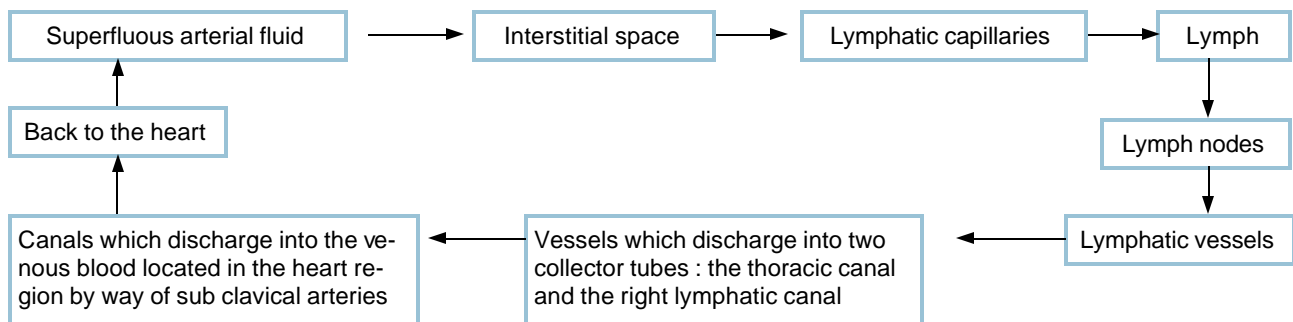 Superfluous arterial fluid
Interstitial space
Lymphatic capillaries
Lymph
Back to the heart
Lymph nodes
Canals which discharge into the ve-
nous blood located in the heart re-
gion by way of sub clavical arteries
Vessels which discharge into two
collector tubes : the thoracic canal
and the right lymphatic canal
Lymphatic vessels